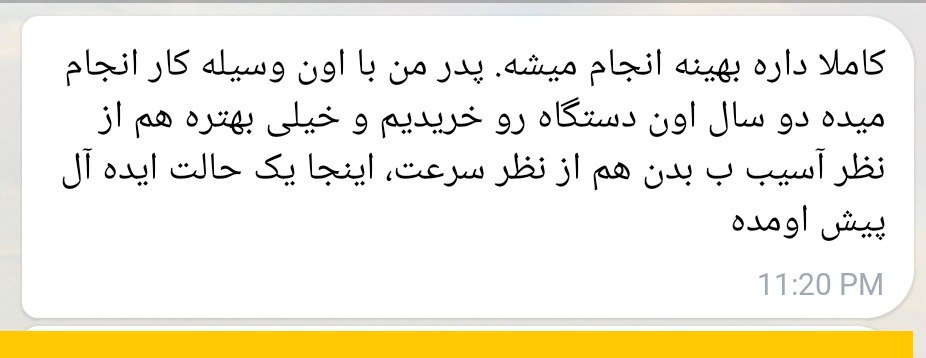 کاملا داره بهینه انجام میشه. پدر من با اون وسیله کار انجام
میده دو سال اون دستگاه رو خریدیم و خیلی بهتره هم از
نظر آسیب ب بدن هم از نظر سرعت، اینجا یک حالت ایده آل
پیش اومده
11:20 PM